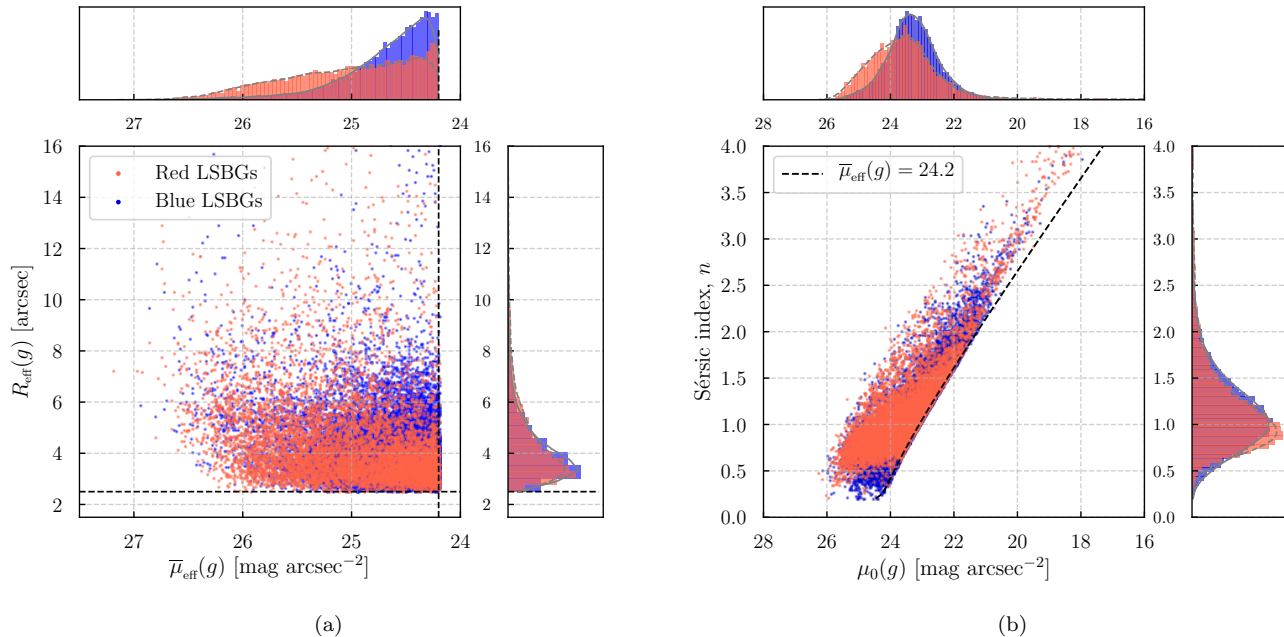 27 26 25 24
28 26 24 22 20 18 16
16
14
12
10
8
6
4
2
R_eff(g) [arcsec]
Red LSBGs
Blue LSBGs
16
14
12
10
8
6
4
2
27 26 25 24
μ̅_eff(g) [mag arcsec⁻²]
(a)
4.0
3.5
3.0
2.5
2.0
1.5
1.0
0.5
0.0
Sérsic index, n
μ̅_eff(g) = 24.2
4.0
3.5
3.0
2.5
2.0
1.5
1.0
0.5
0.0
28 26 24 22 20 18 16
μ₀(g) [mag arcsec⁻²]
(b)